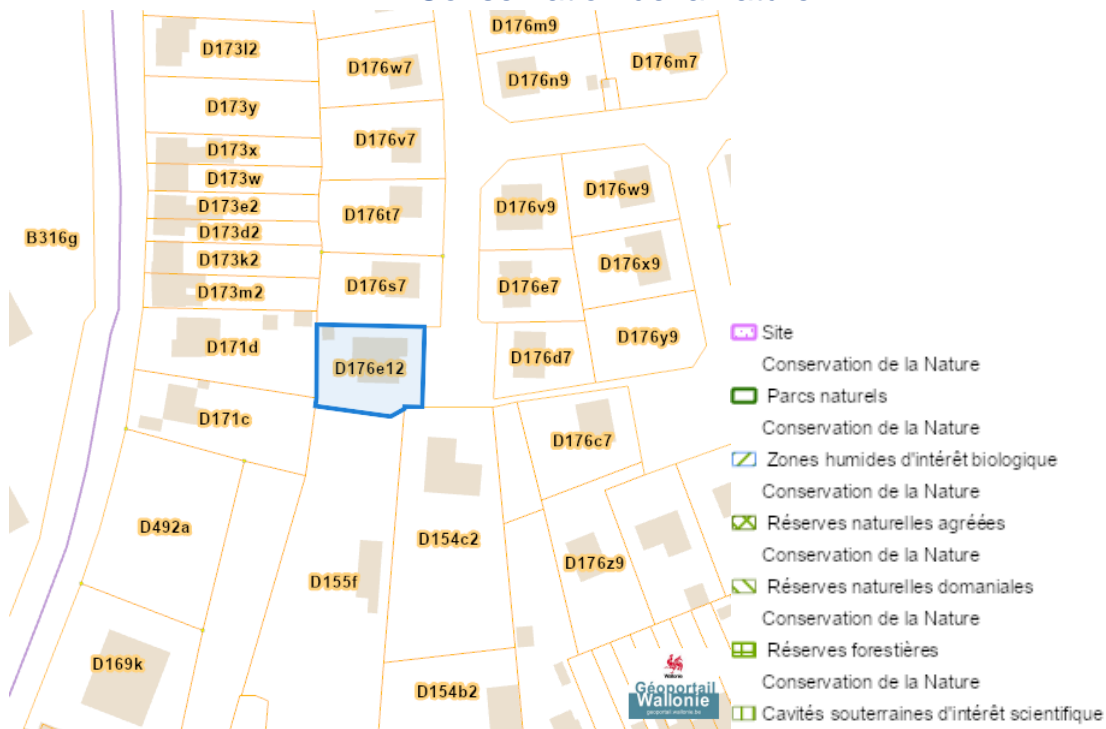 D176m9
D173l2
D176w7
D176m7
D176n9
D173y
D176v7
D173x
D173w
D176w9
D173e2
D176v9
D176t7
D173d2
B316g
D173k2
D176x9
D176s7
D176e7
D173m2
Site
D176y9
D171d
D176d7
D176e12
Conservation de la Nature
Parcs naturels
D171c
Conservation de la Nature
D176c7
Zones humides d'intérêt biologique
Conservation de la Nature
D492a
Réserves naturelles agréées
D154c2
Conservation de la Nature
D176z9
D155f
Réserves naturelles domaniales
Conservation de la Nature
Réserves forestières
D169k
Wallonie
Conservation de la Nature
Géoportail
D154b2
Wallonie
geoportail.wallonie.be
Cavités souterraines d'intérêt scientifique